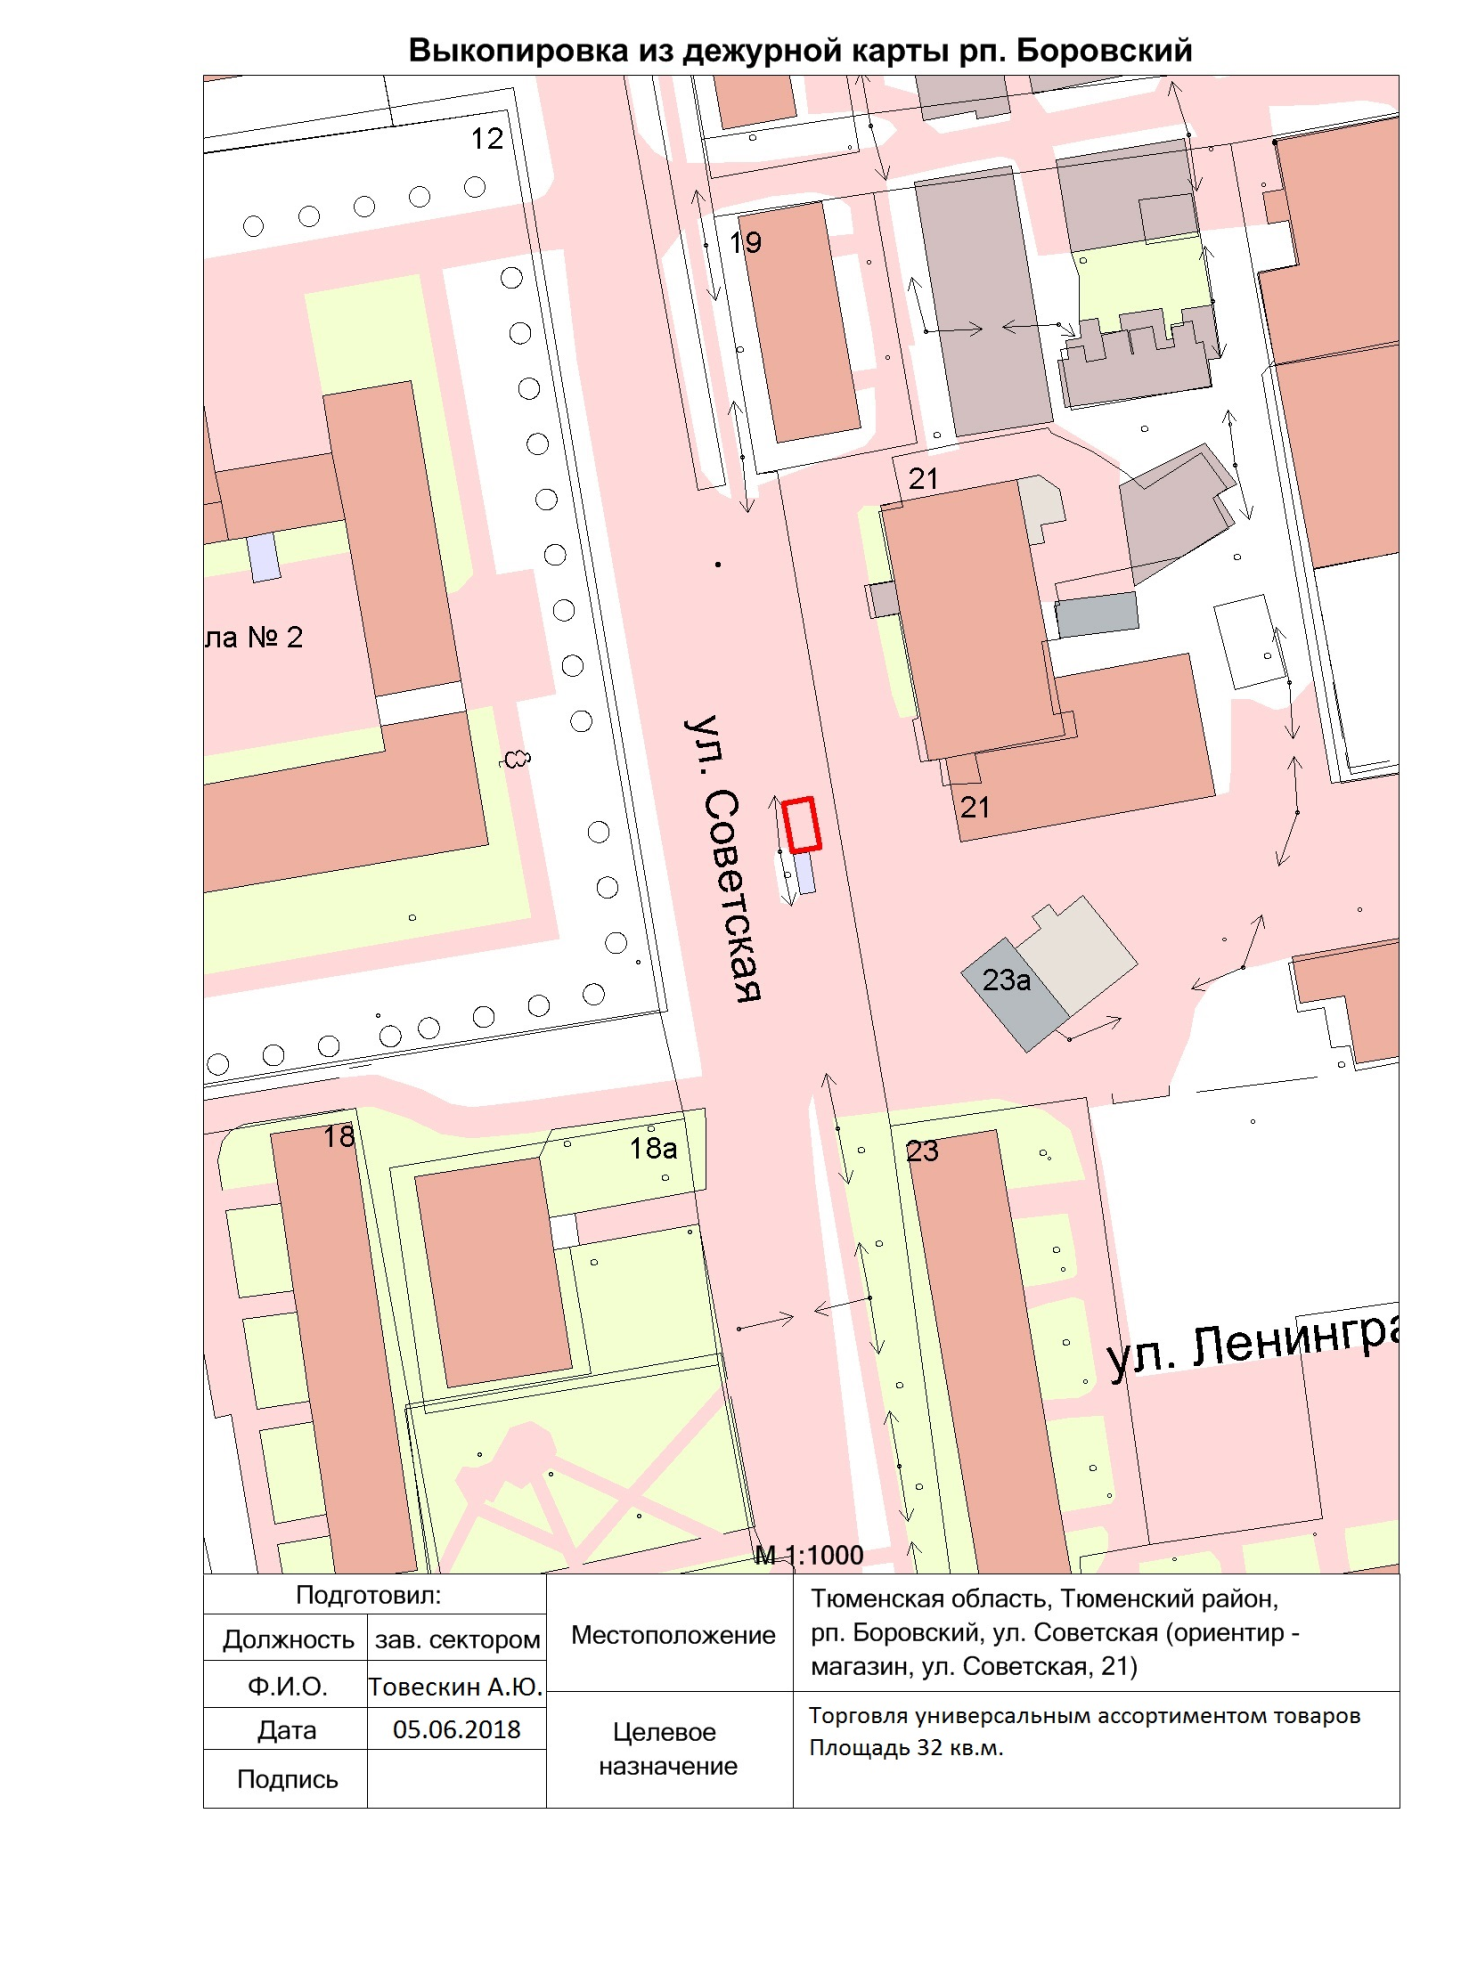 Выкопировка из дежурной карты рп. Боровский
12
19
21
ла № 2
ул. Советская
21
23а
18
18а
23
ул. Ленингра
М 1:1000
Подготовил:
Должность зав. сектором
Ф.И.О. Товескин А.Ю.
Дата 05.06.2018
Подпись
Местоположение
Тюменская область, Тюменский район,
рп. Боровский, ул. Советская (ориентир -
магазин, ул. Советская, 21)
Целевое
назначение
Торговля универсальным ассортиментом товаров
Площадь 32 кв.м.